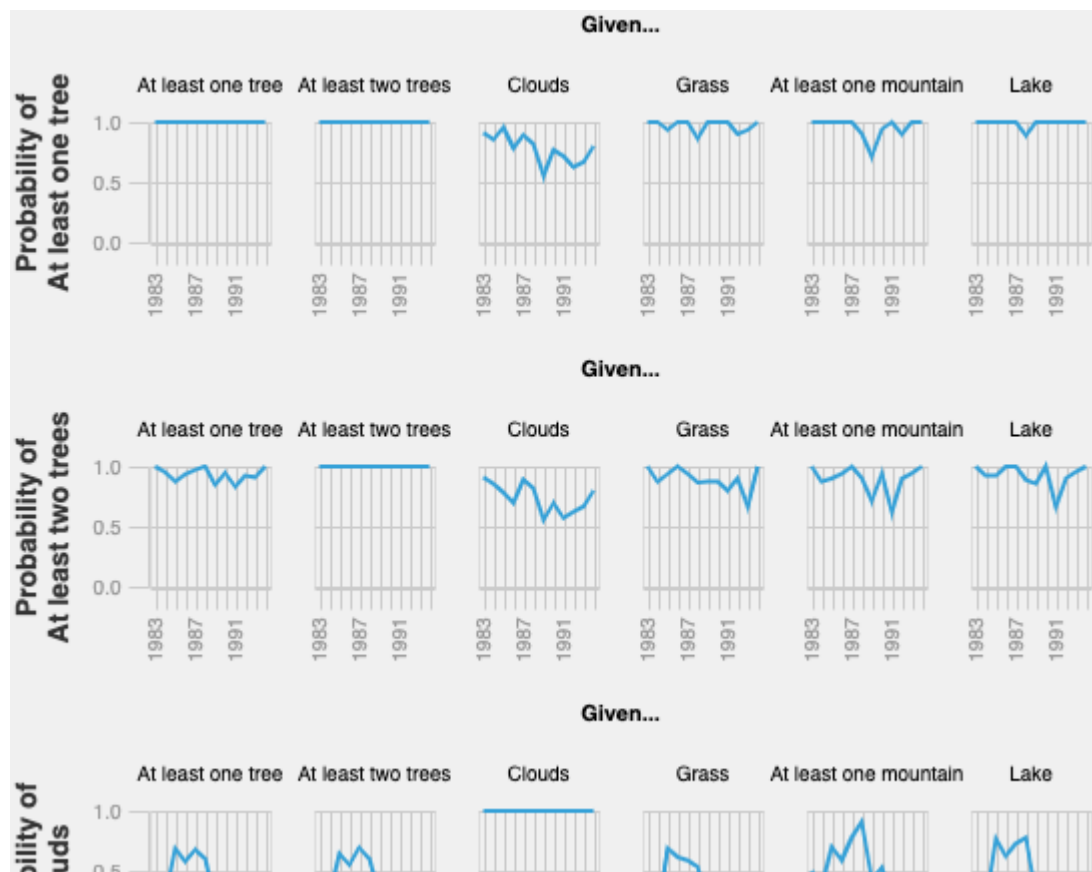 Given...
Probability of
At least one tree
At least one tree At least two trees Clouds Grass At least one mountain Lake
1.0
0.5
0.0
1983 1987 1991 1983 1987 1991 1983 1987 1991 1983 1987 1991 1983 1987 1991 1983 1987 1991
Given...
Probability of
At least two trees
At least one tree At least two trees Clouds Grass At least one mountain Lake
1.0
0.5
0.0
1983 1987 1991 1983 1987 1991 1983 1987 1991 1983 1987 1991 1983 1987 1991 1983 1987 1991
Given...
bility of
uds
At least one tree At least two trees Clouds Grass At least one mountain Lake
1.0
0.5